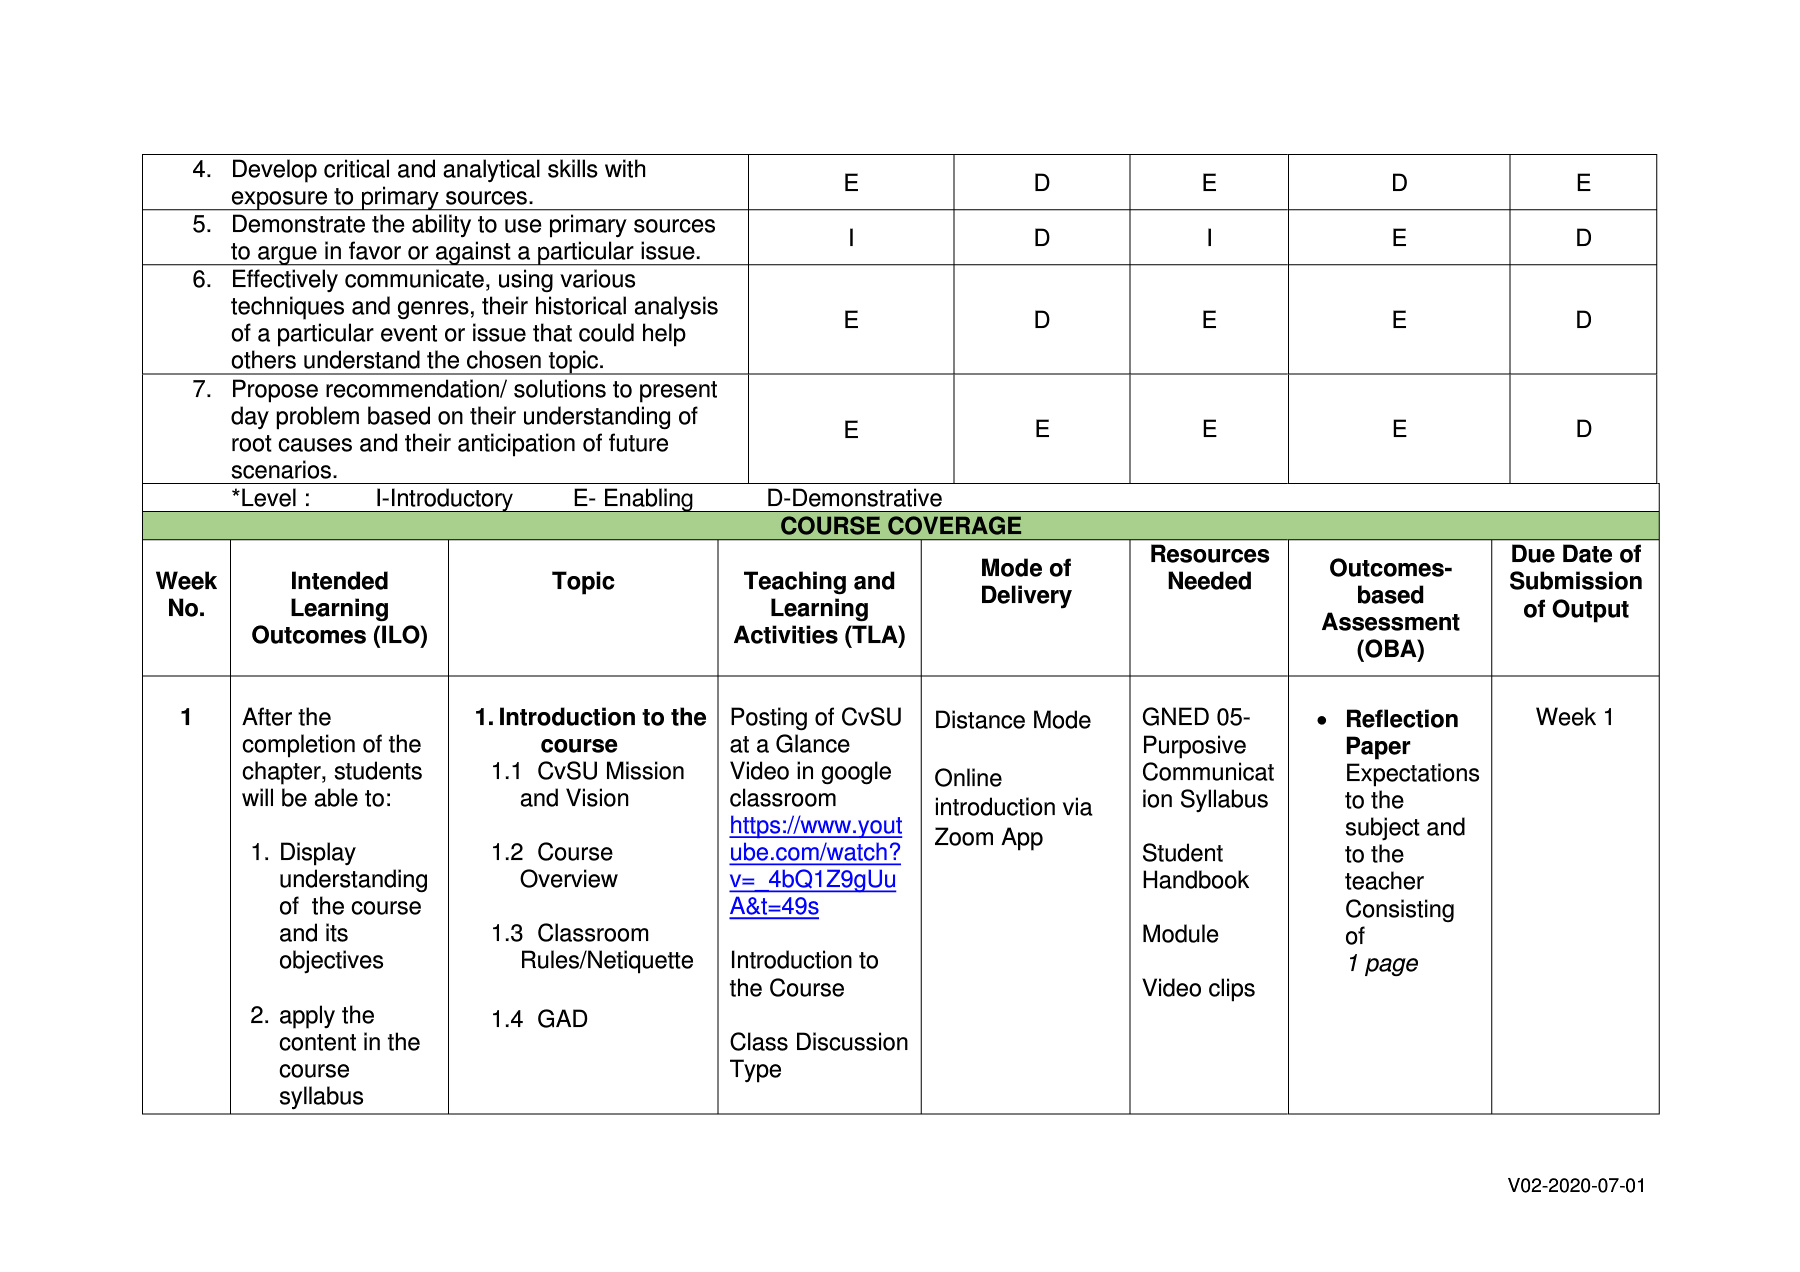 4. Develop critical and analytical skills with
exposure to primary sources.
E D E D E
5. Demonstrate the ability to use primary sources
to argue in favor or against a particular issue.
I D I E D
6. Effectively communicate, using various
techniques and genres, their historical analysis
of a particular event or issue that could help
others understand the chosen topic.
E D E E D
7. Propose recommendation/ solutions to present
day problem based on their understanding of
root causes and their anticipation of future
scenarios.
E E E E D
*Level : I-Introductory E- Enabling D-Demonstrative
COURSE COVERAGE
Week
No.
Intended
Learning
Outcomes (ILO)
Topic
Teaching and
Learning
Activities (TLA)
Mode of
Delivery
Resources
Needed
Outcomes-
based
Assessment
(OBA)
Due Date of
Submission
of Output
1
After the
completion of the
chapter, students
will be able to:
1. Display
understanding
of the course
and its
objectives
2. apply the
content in the
course
syllabus
1. Introduction to the
course
1.1 CvSU Mission
and Vision
1.2 Course
Overview
1.3 Classroom
Rules/Netiquette
1.4 GAD
Posting of CvSU
at a Glance
Video in google
classroom
https://www.yout
ube.com/watch?
v=_4bQ1Z9gUu
A&t=49s
Introduction to
the Course
Class Discussion
Type
Distance Mode
Online
introduction via
Zoom App
GNED 05-
Purposive
Communicat
ion Syllabus
Student
Handbook
Module
Video clips
• Reflection
Paper
Expectations
to the
subject and
to the
teacher
Consisting
of
1 page
Week 1
V02-2020-07-01